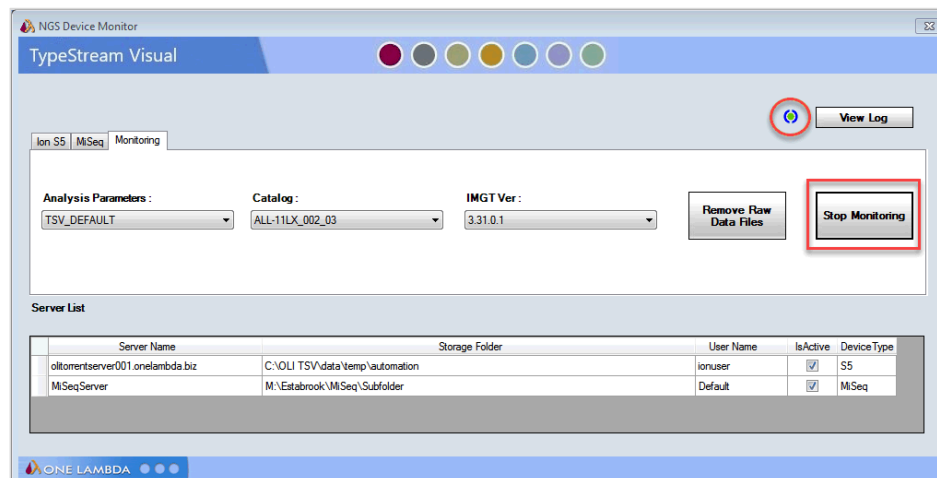 NGS Device Monitor
TypeStream Visual
View Log
Ion S5 MiSeq Monitoring
Analysis Parameters : Catalog : IMGT Ver :
TSV_DEFAULT ALL-11LX_002_03 3.31.0.1
Remove Raw
Data Files
Stop Monitoring
Server List
Server Name Storage Folder User Name IsActive DeviceType
olitorrentserver001.onelambda.biz C:\OLI TSV\data\temp\automation ionuser S5
MiSeqServer M:\Estabrook\MiSeq\Subfolder Default MiSeq
ONE LAMBDA